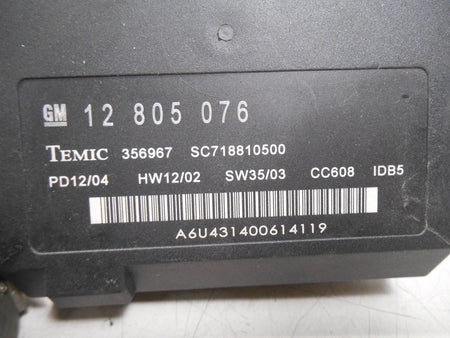 GM 12 805 076
TEMIC 356967 SC718810500
PD12/04 HW12/02 SW35/03 CC608 IDB5
A6U431400614119